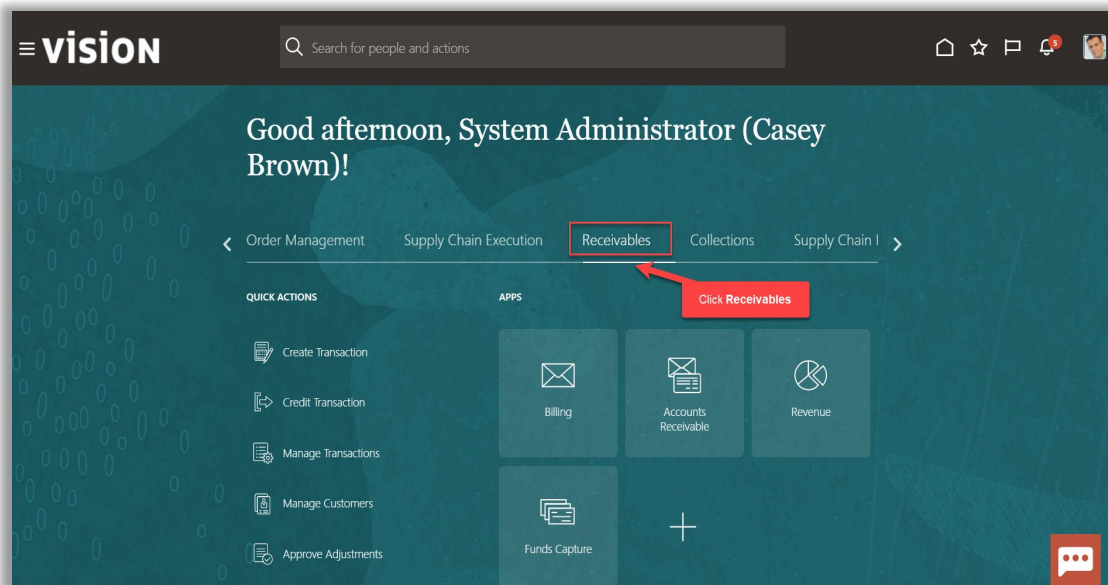 vision
Search for people and actions
5
Good afternoon, System Administrator (Casey
Brown)!
Order Management Supply Chain Execution Receivables Collections Supply Chain
QUICK ACTIONS
APPS
Click Receivables
Create Transaction
Credit Transaction
Manage Transactions
Manage Customers
Approve Adjustments
Billing
Accounts
Receivable
Revenue
Funds Capture